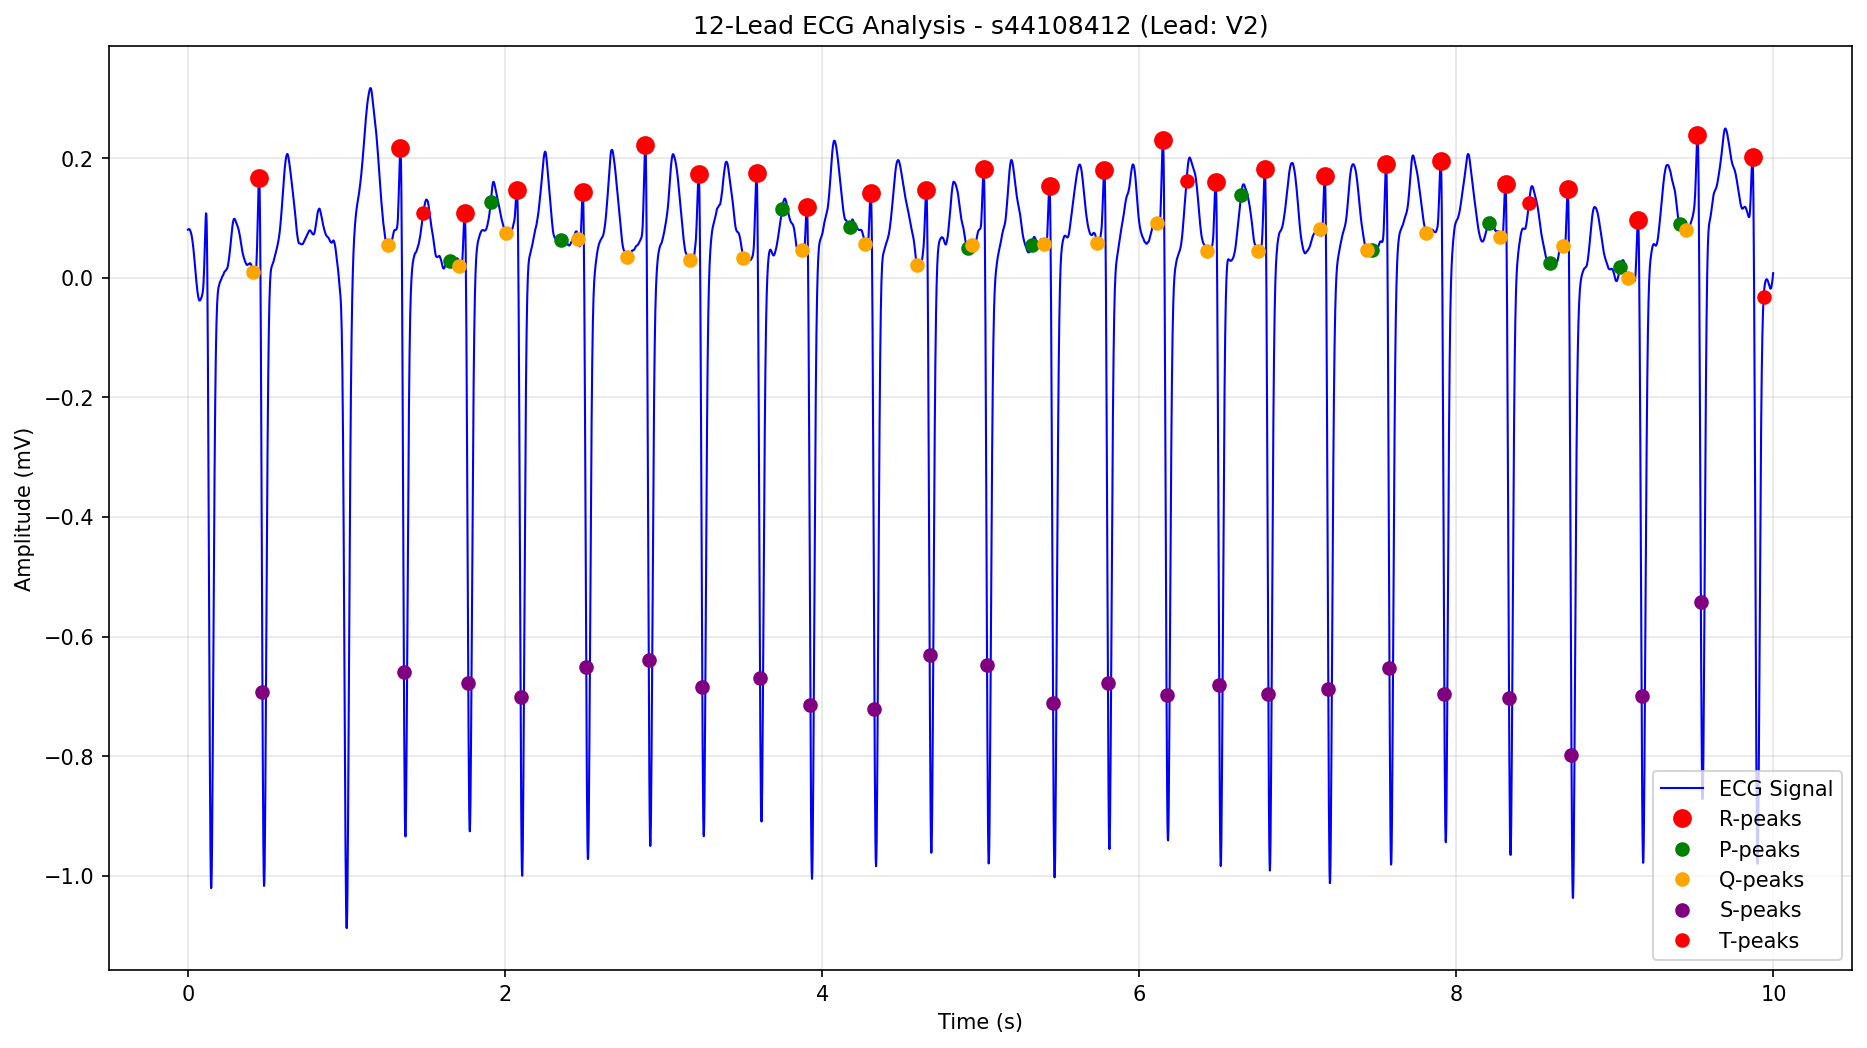 12-Lead ECG Analysis - s44108412 (Lead: V2)
Amplitude (mV)
0.2
0.0
−0.2
−0.4
−0.6
−0.8
−1.0
0 2 4 6 8 10
Time (s)
ECG Signal
R-peaks
P-peaks
Q-peaks
S-peaks
T-peaks